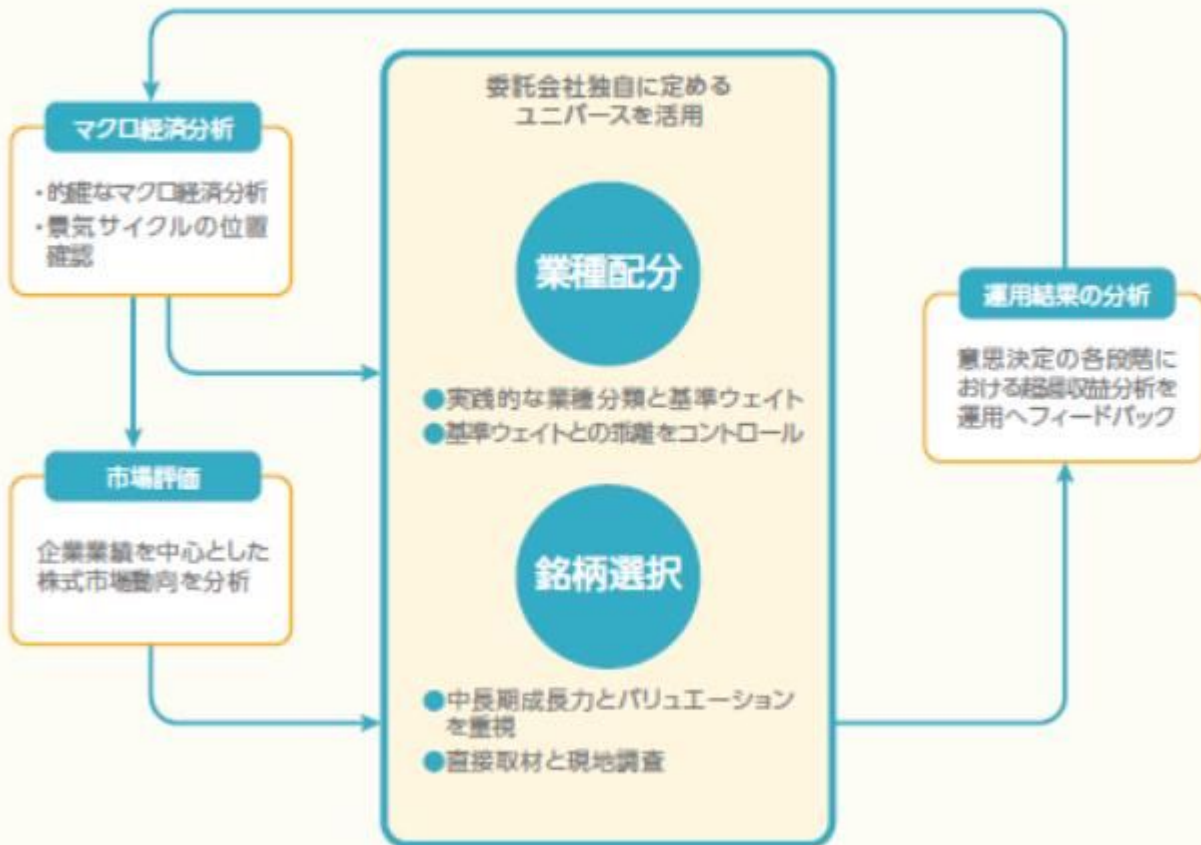 マクロ経済分析
・的確なマクロ経済分析
・景気サイクルの位置
確認
市場評価
企業業績を中心とした
株式市場動向を分析
委託会社独自に定める
ユニバースを活用
業種配分
●実践的な業種分類と基準ウェイト
●基準ウェイトとの乖離をコントロール
銘柄選択
●中長期成長力とバリュエーション
を重視
●直接取材と現地調査
運用結果の分析
意思決定の各段階に
おける超過収益分析を
運用へフィードバック